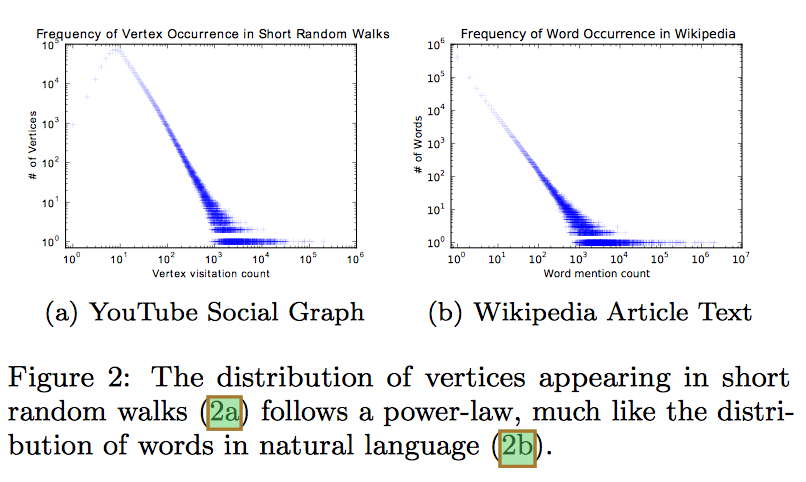 Frequency of Vertex Occurrence in Short Random Walks
10^5
10^4
10^3
10^2
10^1
10^0
# of Vertices
10^0 10^1 10^2 10^3 10^4 10^5 10^6
Vertex visitation count
(a) YouTube Social Graph
Frequency of Word Occurrence in Wikipedia
10^6
10^5
10^4
10^3
10^2
10^1
10^0
# of Words
10^0 10^1 10^2 10^3 10^4 10^5 10^6 10^7
Word mention count
(b) Wikipedia Article Text
Figure 2: The distribution of vertices appearing in short
random walks (2a) follows a power-law, much like the distri-
bution of words in natural language (2b).